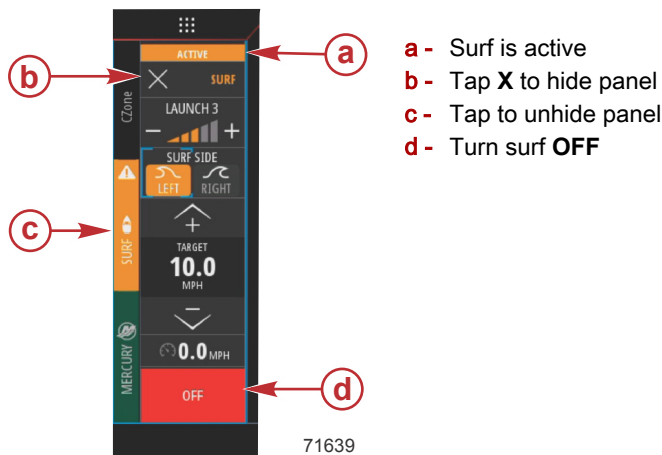 ACTIVE
SURF
LAUNCH 3
SURF SIDE
LEFT RIGHT
TARGET
10.0
MPH
0.0 MPH
OFF
CZone
SURF
MERCURY
a
b
c
d
a - Surf is active
b - Tap X to hide panel
c - Tap to unhide panel
d - Turn surf OFF
71639